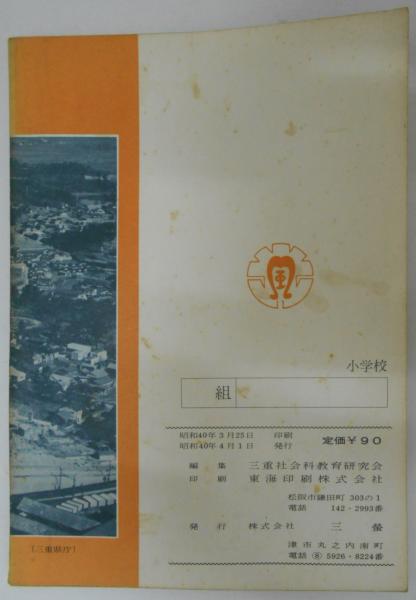 小学校
組
昭和40年3月25日 印刷
昭和40年4月1日 発行
定価￥90
編集 三重社会科教育研究会
印刷 東海印刷株式会社
松阪市鎌田町 303の1
電話 142・2993番
発行 株式会社 三螢
津市丸之内南町
電話 ⑧ 5926・8224番
〔三重県庁〕